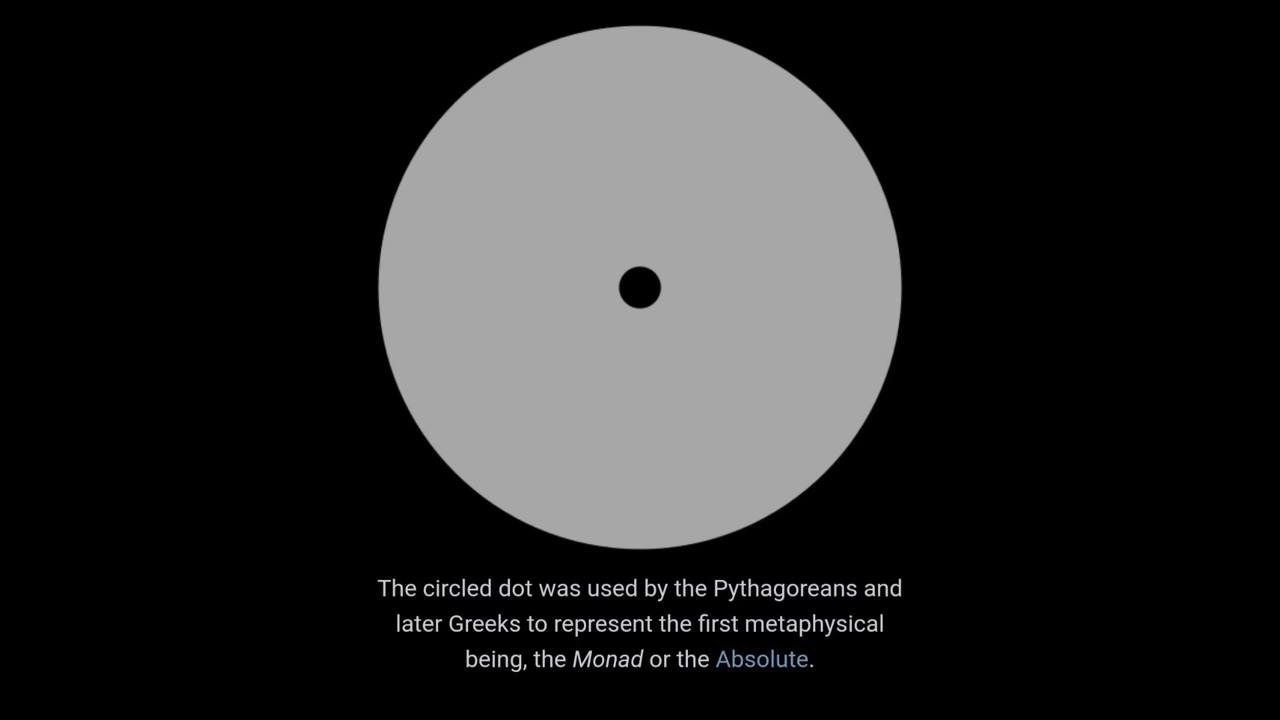 The circled dot was used by the Pythagoreans and
later Greeks to represent the first metaphysical
being, the Monad or the Absolute.